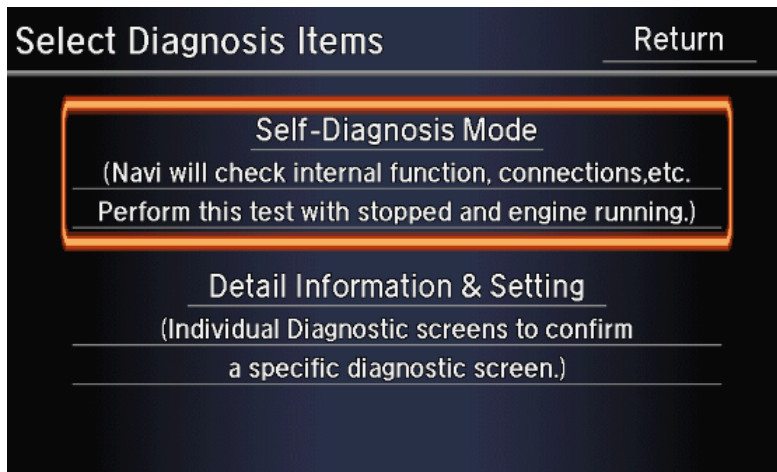 Select Diagnosis Items
Return
Self-Diagnosis Mode
(Navi will check internal function, connections,etc.
Perform this test with stopped and engine running.)
Detail Information & Setting
(Individual Diagnostic screens to confirm
a specific diagnostic screen.)